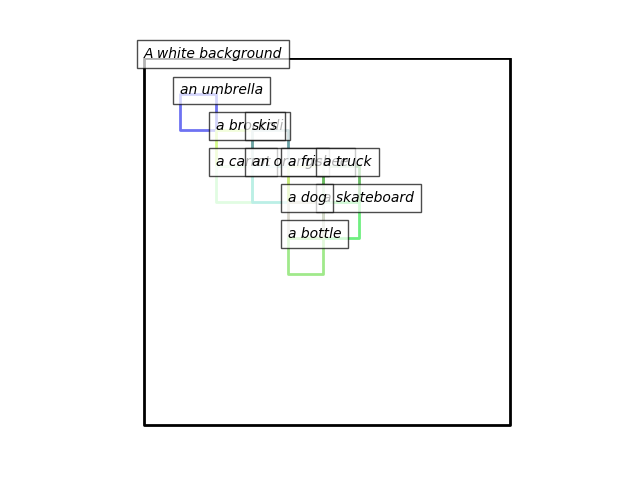 A white background
an umbrella
a broccoli
skis
a carrot
an orange
a frisbee
a truck
a dog
a skateboard
a bottle